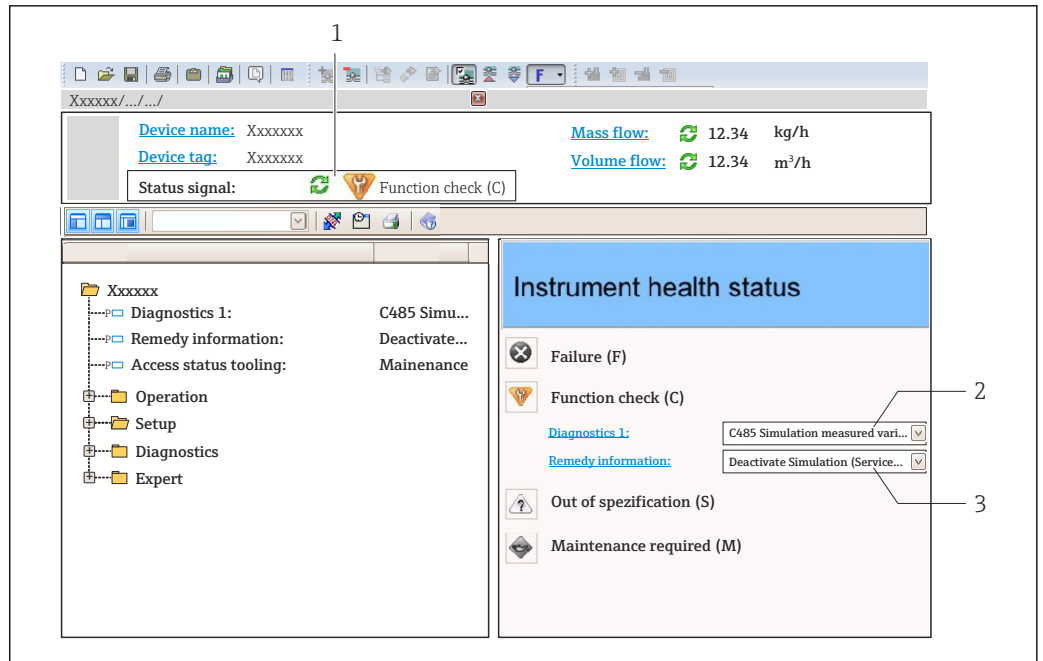 1
F
Xxxxxx/.../.../
Device name: Xxxxxxx Mass flow: 12.34 kg/h
Device tag: Xxxxxxx Volume flow: 12.34 m³/h
Status signal: Function check (C)
Xxxxxx
P Diagnostics 1: C485 Simu...
P Remedy information: Deactivate...
P Access status tooling: Mainenance
Operation
Setup
Diagnostics
Expert
Instrument health status
Failure (F)
Function check (C)
2
Diagnostics 1: C485 Simulation measured vari...
Remedy information: Deactivate Simulation (Service...
Out of spezification (S)
3
Maintenance required (M)